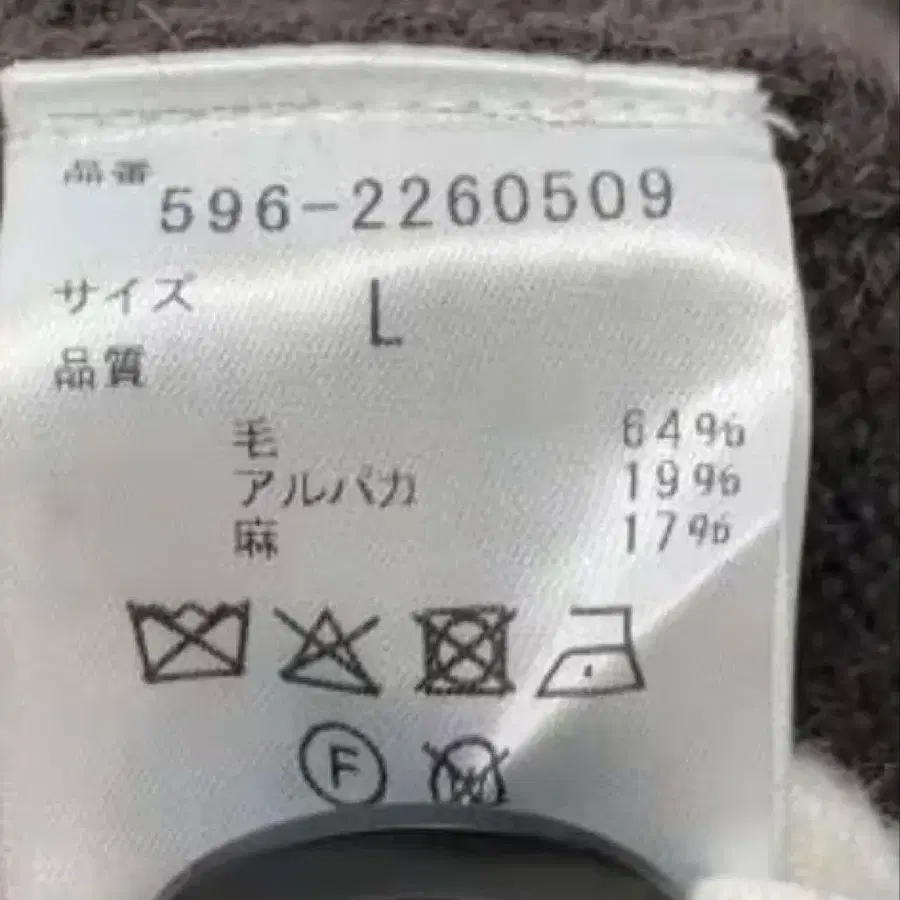 品番
596-2260509
サイズ L
品質
毛 64%
アルパカ 19%
麻 17%
F
W